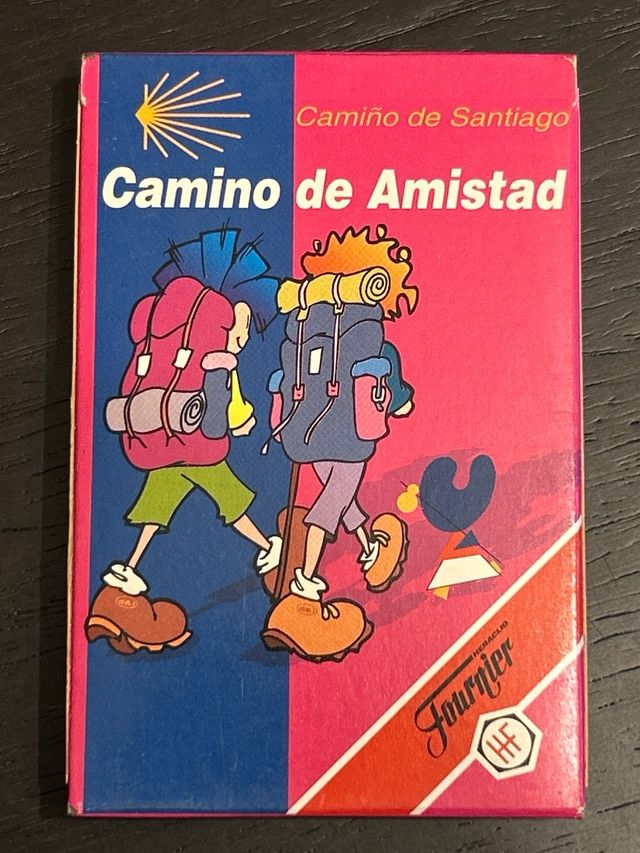 Camiño de Santiago
Camino de Amistad
HERACLIO
Fournier
HF